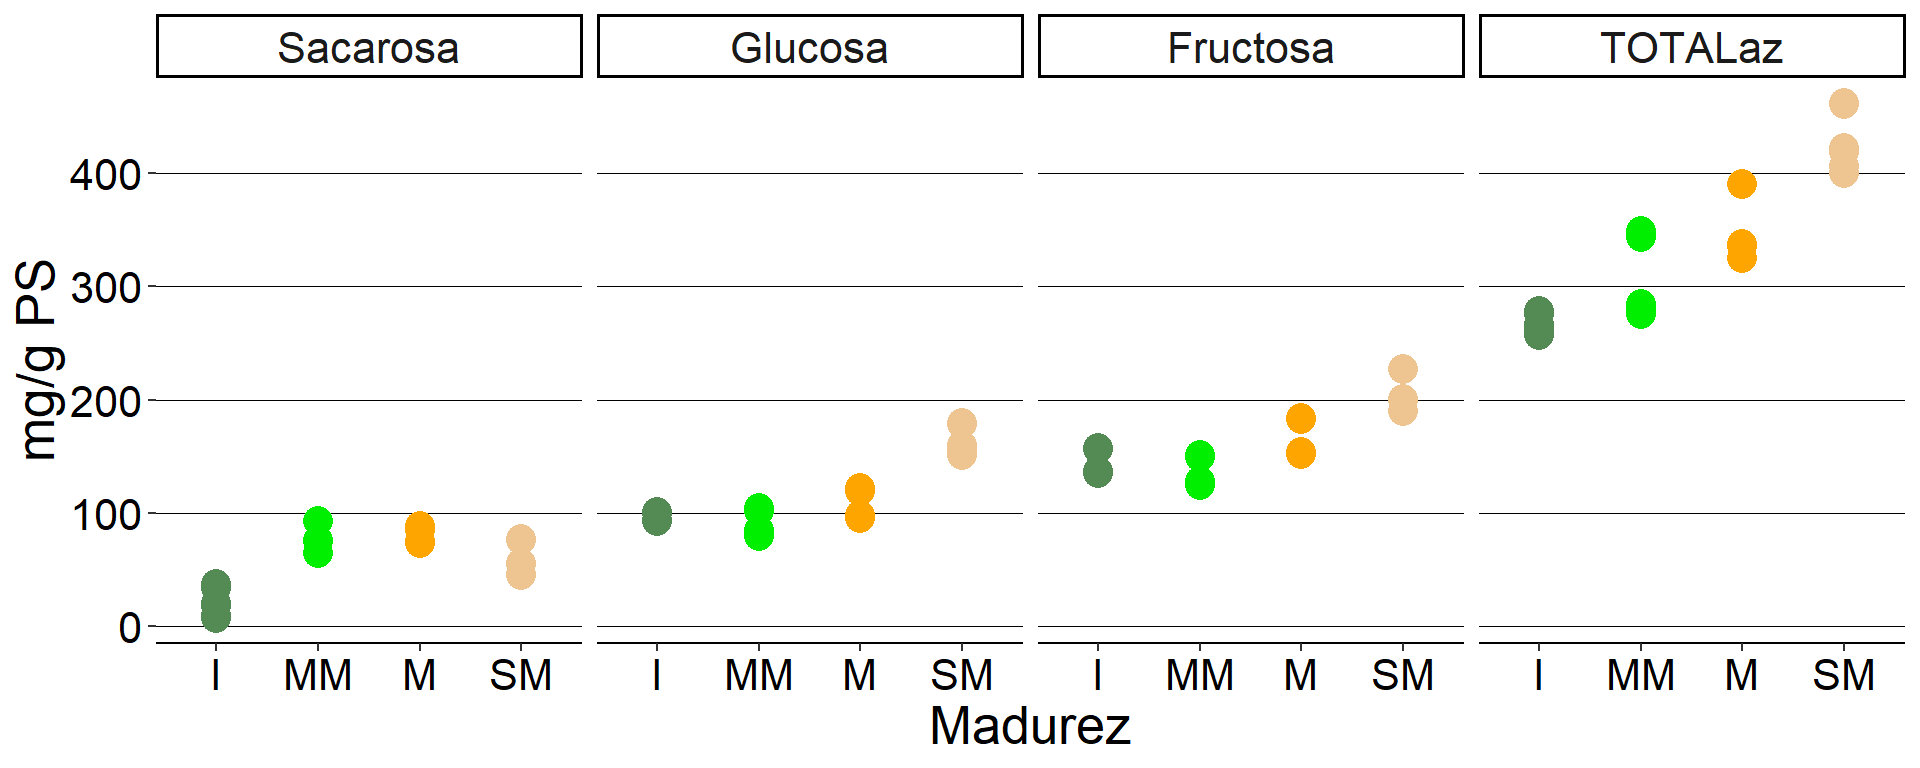 Sacarosa Glucosa Fructosa TOTALaz
400
300
200
100
0
mg/g PS
I MM M SM I MM M SM I MM M SM I MM M SM
Madurez